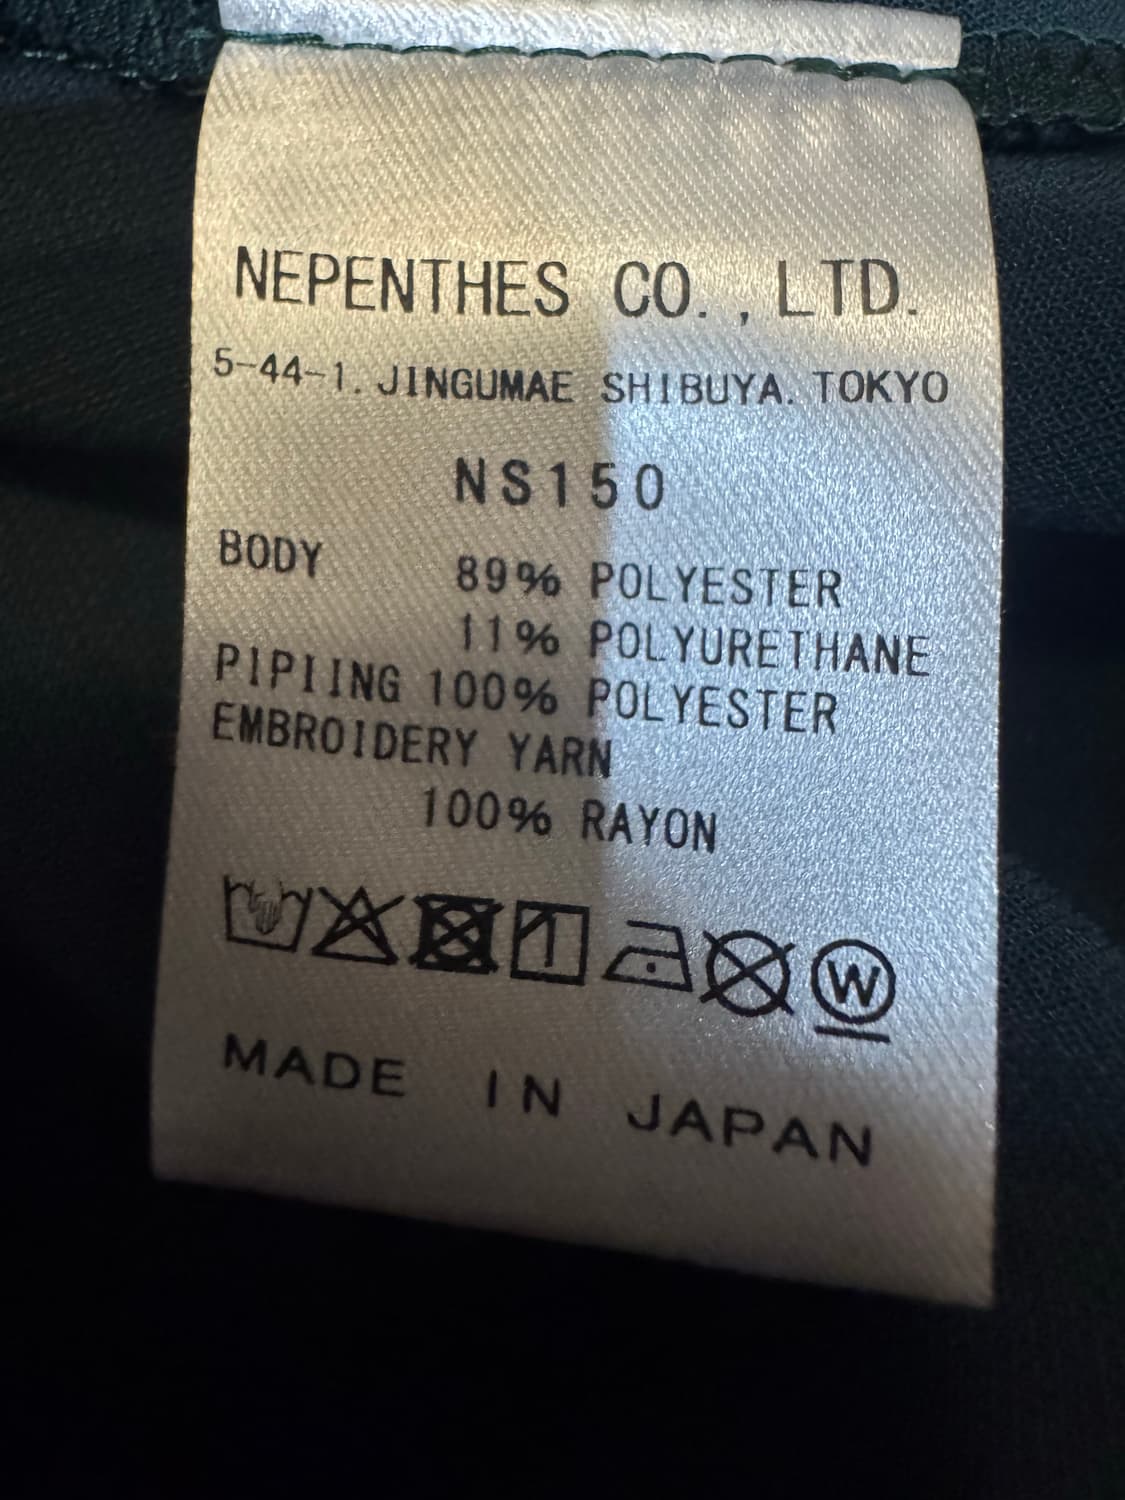 NEPENTHES CO., LTD.
5-44-1. JINGUMAE SHIBUYA. TOKYO
NS150
BODY 89% POLYESTER
11% POLYURETHANE
PIPIING 100% POLYESTER
EMBROIDERY YARN
100% RAYON
W
MADE IN JAPAN